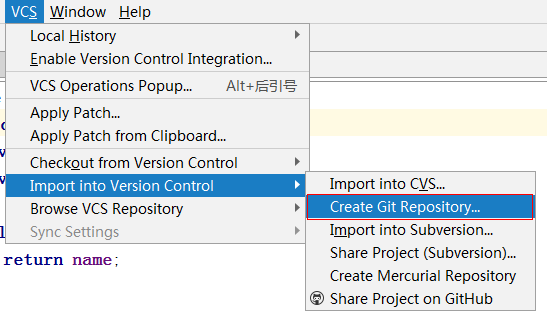 VCS Window Help
Local History
Enable Version Control Integration...
VCS Operations Popup... Alt+后引号
Apply Patch...
Apply Patch from Clipboard...
Checkout from Version Control
Import into Version Control
Browse VCS Repository
Sync Settings
Import into CVS...
Create Git Repository...
Import into Subversion...
Share Project (Subversion)...
Create Mercurial Repository
Share Project on GitHub
return name;